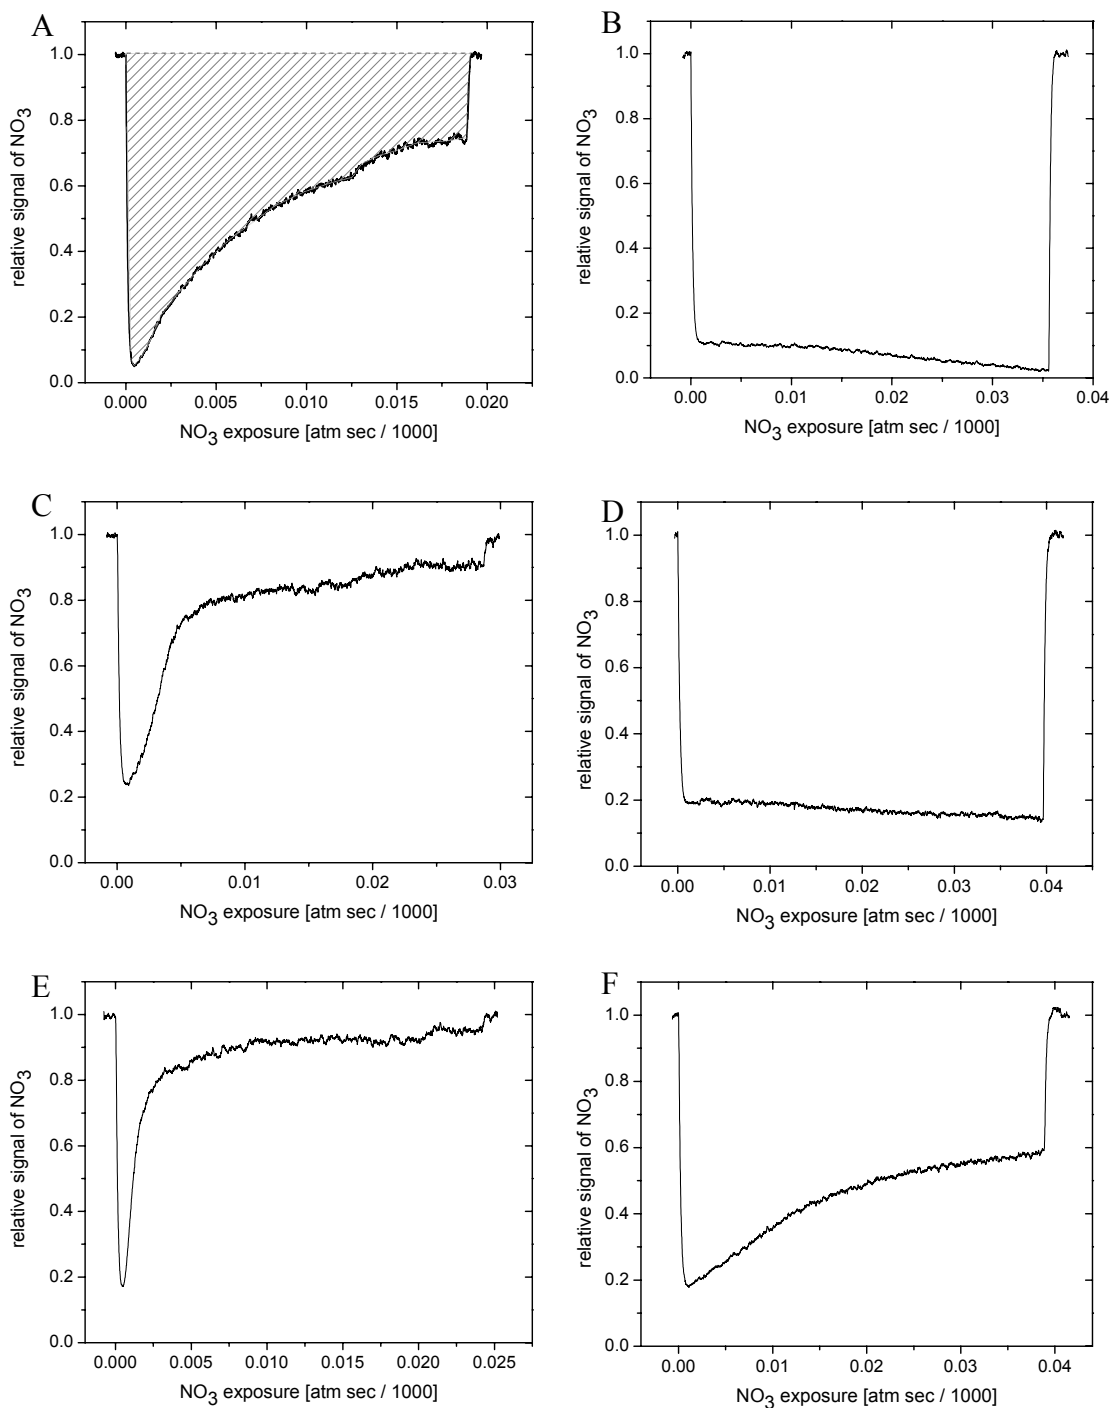 A
relative signal of NO3
1.0
0.8
0.6
0.4
0.2
0.0
0.000 0.005 0.010 0.015 0.020
NO3 exposure [atm sec / 1000]
B
relative signal of NO3
1.0
0.8
0.6
0.4
0.2
0.0
0.00 0.01 0.02 0.03 0.04
NO3 exposure [atm sec / 1000]
C
relative signal of NO3
1.0
0.8
0.6
0.4
0.2
0.0
0.00 0.01 0.02 0.03
NO3 exposure [atm sec / 1000]
D
relative signal of NO3
1.0
0.8
0.6
0.4
0.2
0.0
0.00 0.01 0.02 0.03 0.04
NO3 exposure [atm sec / 1000]
E
relative signal of NO3
1.0
0.8
0.6
0.4
0.2
0.0
0.000 0.005 0.010 0.015 0.020 0.025
NO3 exposure [atm sec / 1000]
F
relative signal of NO3
1.0
0.8
0.6
0.4
0.2
0.0
0.00 0.01 0.02 0.03 0.04
NO3 exposure [atm sec / 1000]